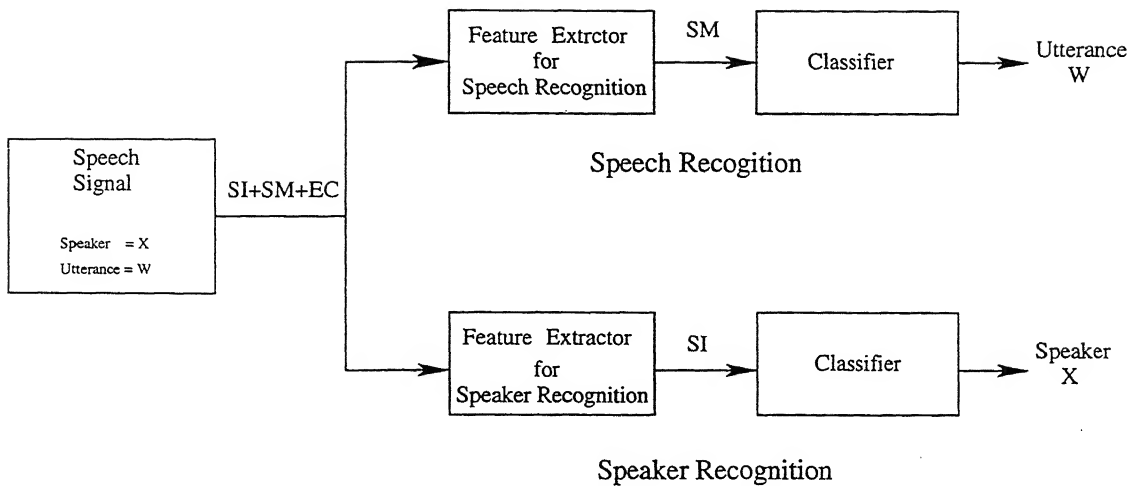 Speech
Signal
Speaker = X
Utterance = W
SI+SM+EC
Feature Extrctor
for
Speech Recognition
SM
Classifier
Utterance
W
Speech Recogition
Feature Extractor
for
Speaker Recognition
SI
Classifier
Speaker
X
Speaker Recognition